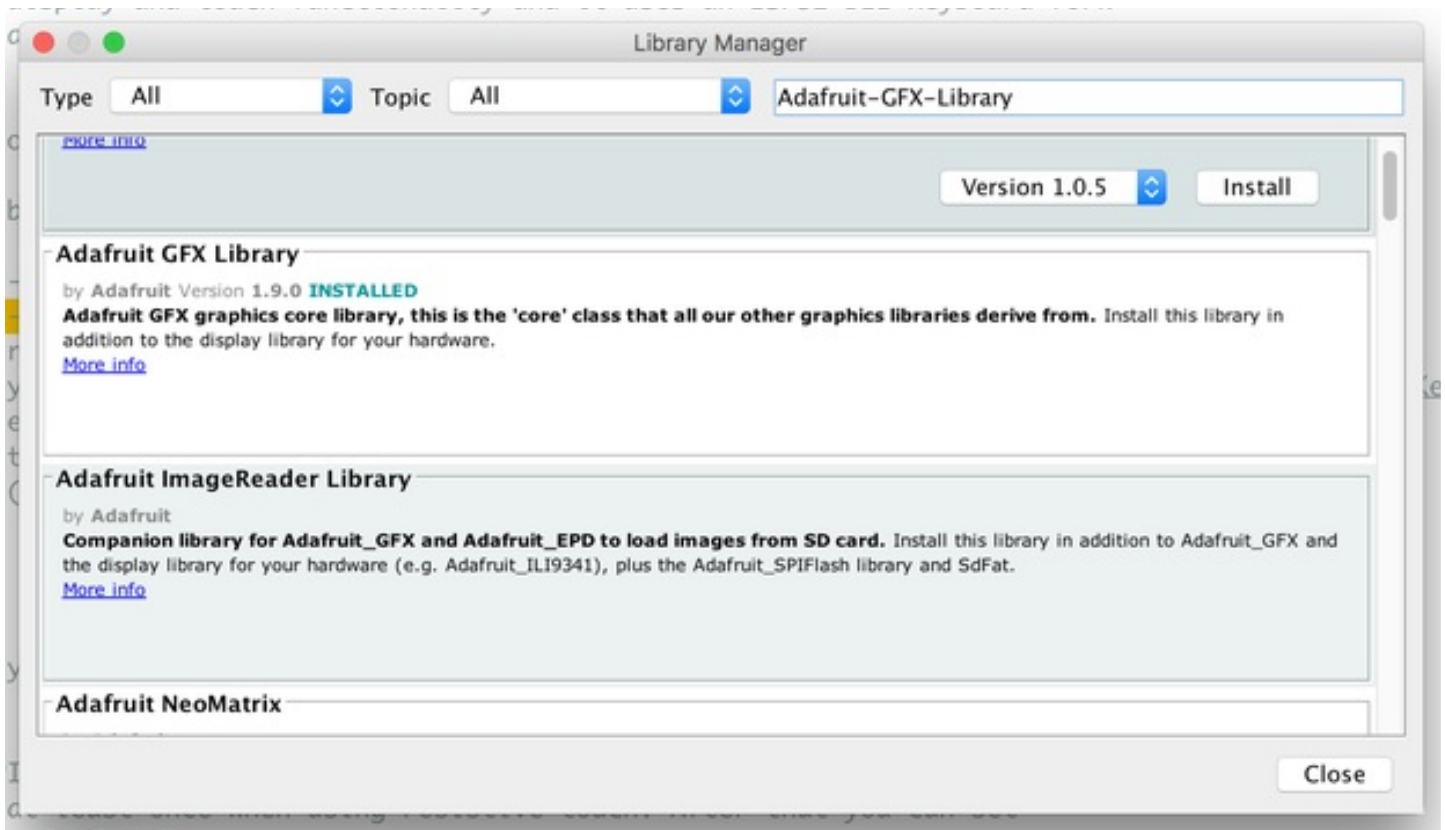 Library Manager
Type All Topic All Adafruit-GFX-Library
More info
Version 1.0.5 Install
Adafruit GFX Library
by Adafruit Version 1.9.0 INSTALLED
Adafruit GFX graphics core library, this is the 'core' class that all our other graphics libraries derive from. Install this library in
addition to the display library for your hardware.
More info
Adafruit ImageReader Library
by Adafruit
Companion library for Adafruit_GFX and Adafruit_EPD to load images from SD card. Install this library in addition to Adafruit_GFX and
the display library for your hardware (e.g. Adafruit_ILI9341), plus the Adafruit_SPIFlash library and SdFat.
More info
Adafruit NeoMatrix
Close